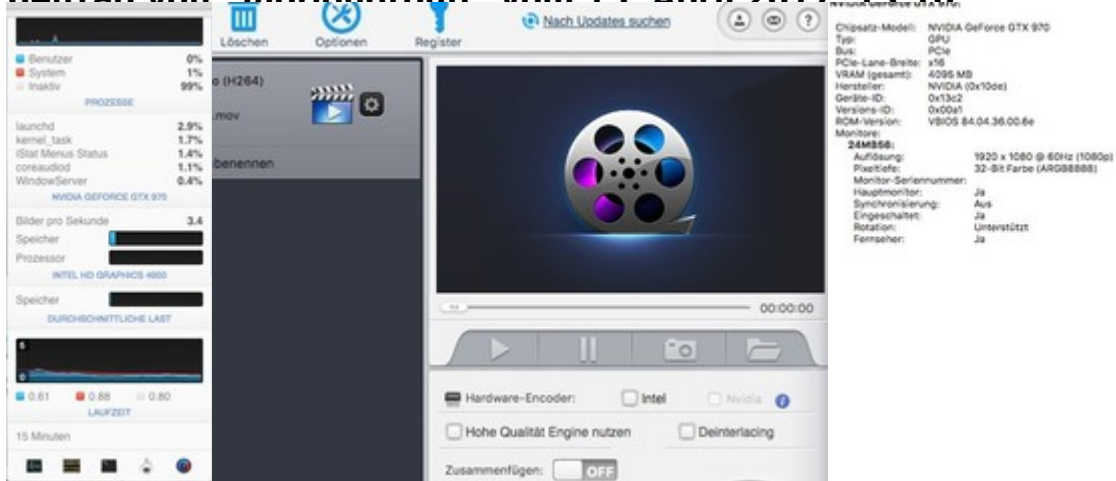 Benutzer 0%
System 1%
Inaktiv 99%
PROZESSE
launchd 2.9%
kernel_task 1.7%
iStat Menus Status 1.4%
coreaudiod 1.1%
WindowServer 0.4%
NVIDIA GEFORCE GTX 970
Bilder pro Sekunde 3.4
Speicher
Prozessor
INTEL HD GRAPHICS 4600
Speicher
DURCHSCHNITTLICHE LAST
0.61 0.88 0.80
LAUFZEIT
15 Minuten
Löschen
Optionen
Register
Nach Updates suchen
?
o (H264)
.mov
benennen
00:00:00
Hardware-Encoder: Intel Nvidia i
Hohe Qualität Engine nutzen Deinterlacing
Zusammenfügen: OFF
NVIDIA GeForce GTX 970:
Chipsatz-Modell: NVIDIA GeForce GTX 970
Typ: GPU
Bus: PCIe
PCIe-Lane-Breite: x16
VRAM (gesamt): 4095 MB
Hersteller: NVIDIA (0x10de)
Geräte-ID: 0x13c2
Versions-ID: 0x00a1
ROM-Version: VBIOS 84.04.36.00.6e
Monitore:
24MB56:
Auflösung: 1920 x 1080 @ 60Hz (1080p)
Pixeltiefe: 32-Bit Farbe (ARGB8888)
Monitor-Seriennummer:
Hauptmonitor: Ja
Synchronisierung: Aus
Eingeschaltet: Ja
Rotation: Unterstützt
Fernseher: Ja